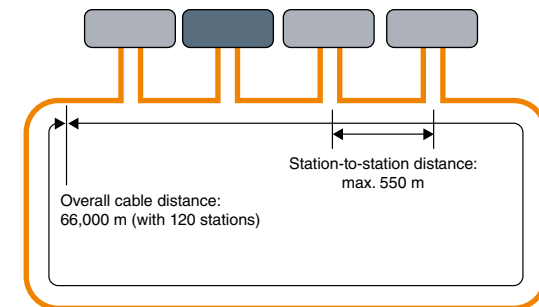 Station-to-station distance:
max. 550 m
Overall cable distance:
66,000 m (with 120 stations)